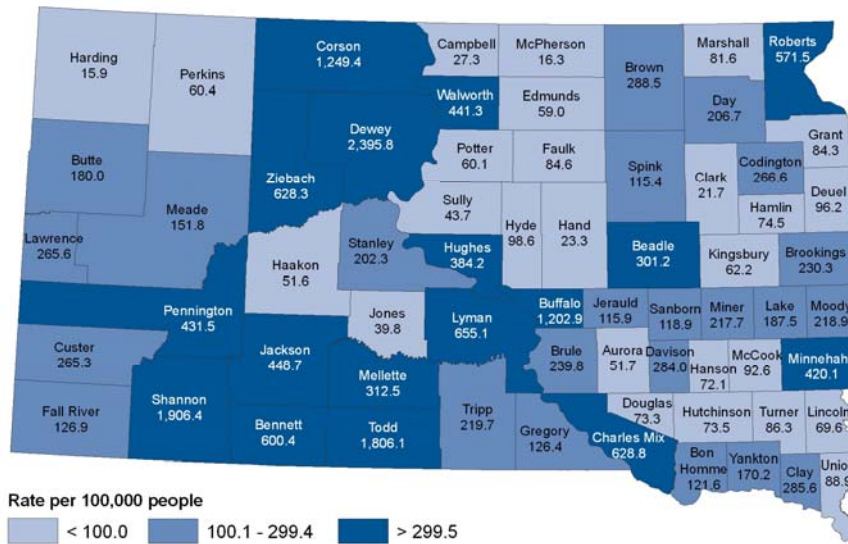 Harding
15.9
Perkins
60.4
Corson
1,249.4
Campbell
27.3
McPherson
16.3
Brown
288.5
Marshall
81.6
Roberts
571.5
Walworth
441.3
Edmunds
59.0
Day
206.7
Dewey
2,395.8
Grant
84.3
Butte
180.0
Potter
60.1
Faulk
84.6
Spink
115.4
Clark
21.7
Codington
266.6
Ziebach
628.3
Deuel
96.2
Meade
151.8
Sully
43.7
Hyde
98.6
Hand
23.3
Hamlin
74.5
Lawrence
265.6
Stanley
202.3
Hughes
384.2
Beadle
301.2
Kingsbury
62.2
Brookings
230.3
Haakon
51.6
Pennington
431.5
Jones
39.8
Lyman
655.1
Buffalo
1,202.9
Jerauld
115.9
Sanborn
118.9
Miner
217.7
Lake
187.5
Moody
218.9
Custer
265.3
Jackson
448.7
Mellette
312.5
Brule
239.8
Aurora
51.7
Davison
284.0
Hanson
72.1
McCook
92.6
Minnehah
420.1
Shannon
1,906.4
Fall River
126.9
Bennett
600.4
Todd
1,806.1
Tripp
219.7
Gregory
126.4
Douglas
73.3
Charles Mix
628.8
Hutchinson
73.5
Turner
86.3
Lincoln
69.6
Bon
Homme
121.6
Yankton
170.2
Clay
285.6
Union
88.9
Rate per 100,000 people
< 100.0
100.1 - 299.4
> 299.5